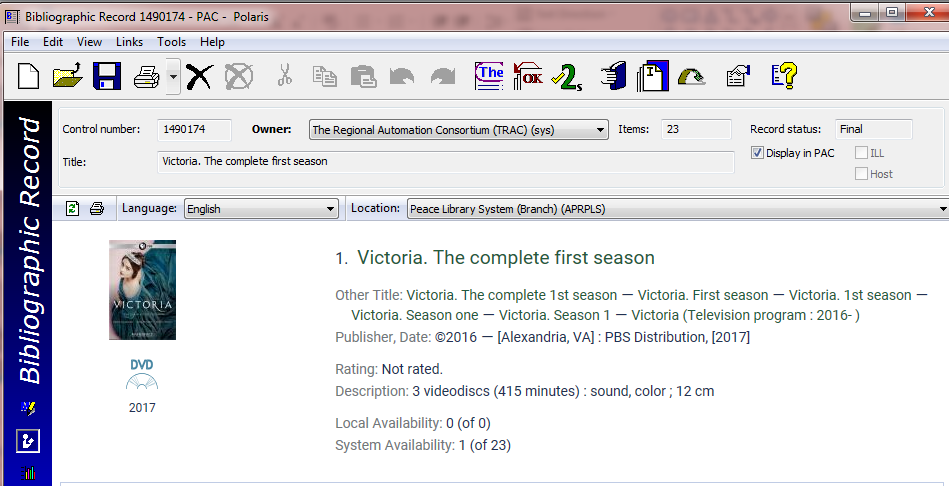 Bibliographic Record 1490174 - PAC - Polaris
File Edit View Links Tools Help
The OK 2s T
Control number: 1490174 Owner: The Regional Automation Consortium (TRAC) (sys) Items: 23 Record status: Final
Display in PAC ILL
Title: Victoria. The complete first season
Host
Bibliographic Record
Language: English Location: Peace Library System (Branch) (APRPLS)
VICTORIA
DVD
2017
1. Victoria. The complete first season
Other Title: Victoria. The complete 1st season — Victoria. First season — Victoria. 1st season —
Victoria. Season one — Victoria. Season 1 — Victoria (Television program : 2016- )
Publisher, Date: ©2016 — [Alexandria, VA] : PBS Distribution, [2017]
Rating: Not rated.
Description: 3 videodiscs (415 minutes) : sound, color ; 12 cm
Local Availability: 0 (of 0)
System Availability: 1 (of 23)